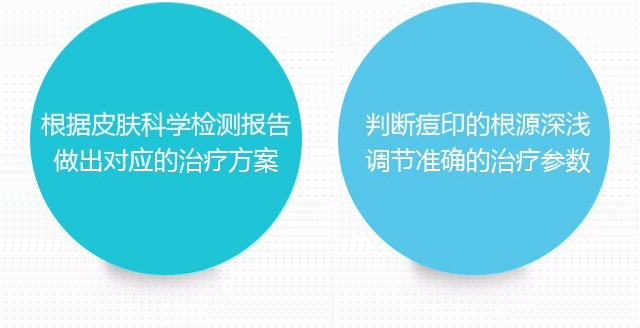 根据皮肤科学检测报告
做出对应的治疗方案
判断痘印的根源深浅
调节准确的治疗参数